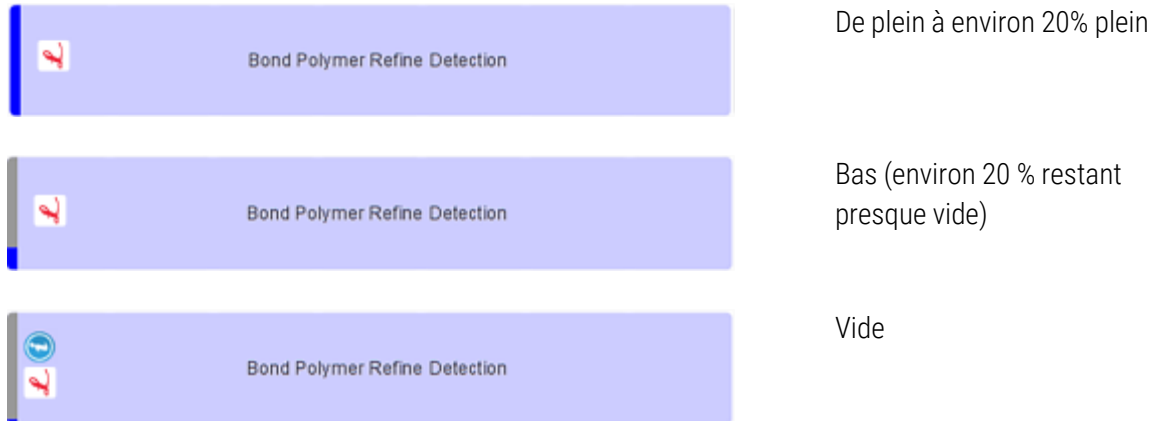 De plein à environ 20% plein
Bond Polymer Refine Detection
Bas (environ 20 % restant
presque vide)
Bond Polymer Refine Detection
Vide
Bond Polymer Refine Detection